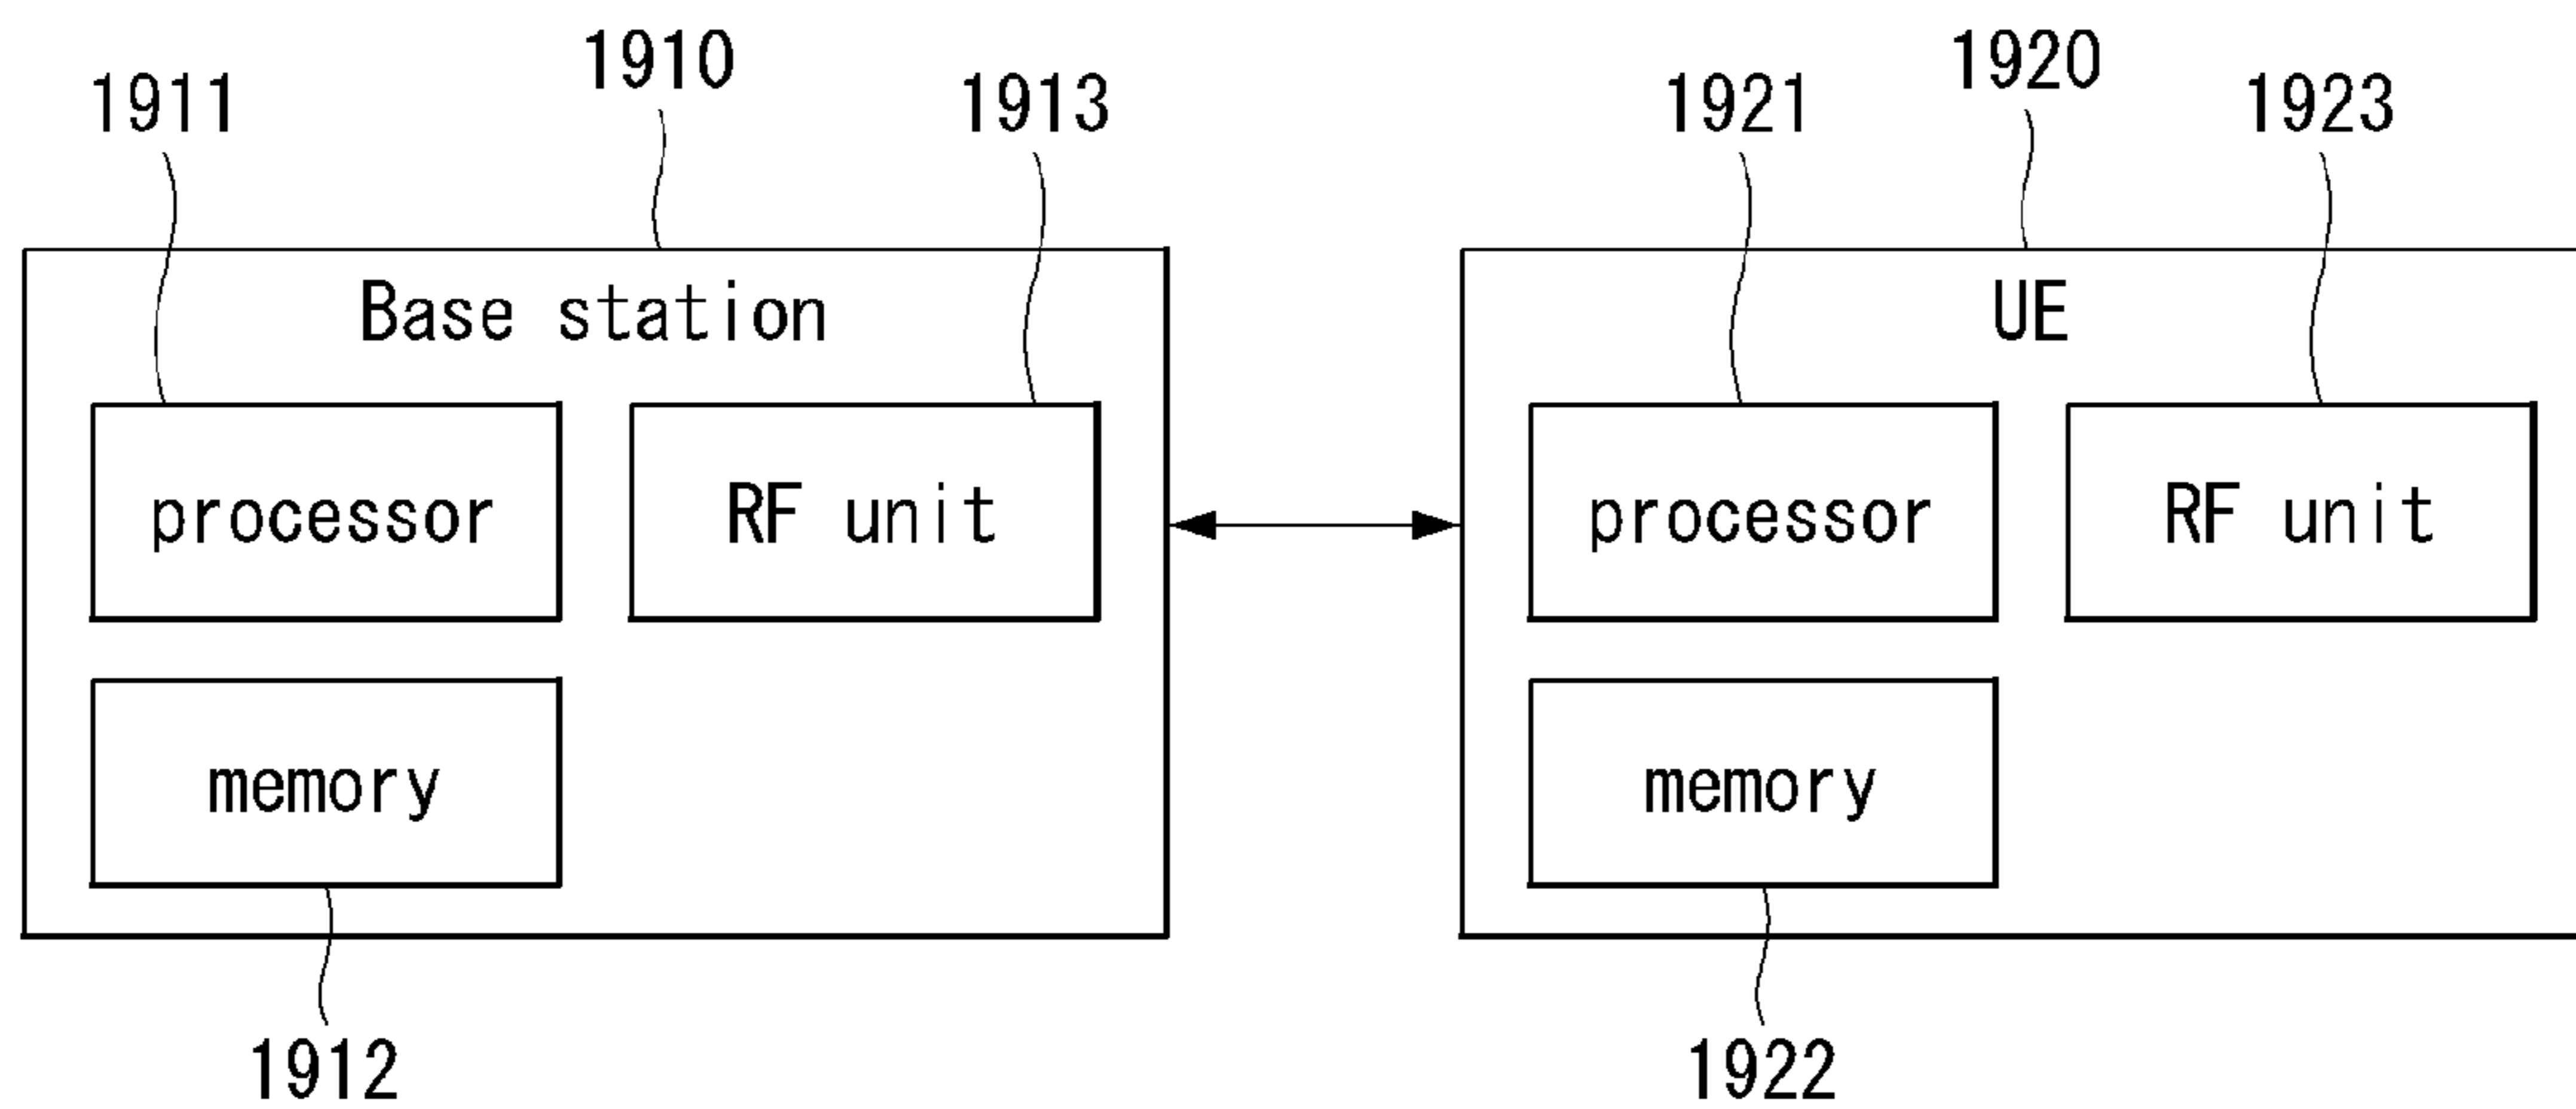 1910
1920
1911
1913
1921
1923
Base station
UE
processor
RF unit
processor
RF unit
memory
memory
1912
1922